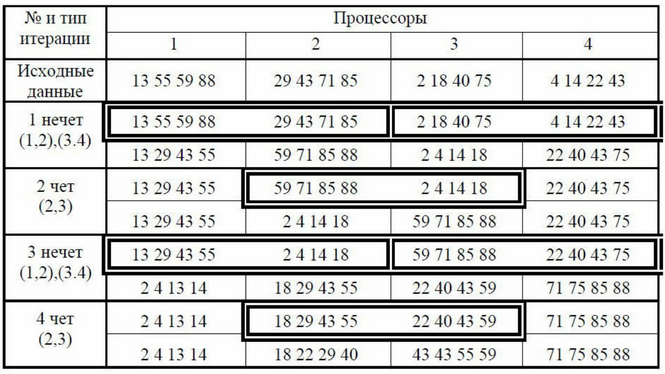 № и тип итерации Процессоры
1 2 3 4
Исходные данные 13 55 59 88 29 43 71 85 2 18 40 75 4 14 22 43
1 нечет (1,2),(3.4) 13 55 59 88 29 43 71 85 2 18 40 75 4 14 22 43
13 29 43 55 59 71 85 88 2 4 14 18 22 40 43 75
2 чет (2,3) 13 29 43 55 59 71 85 88 2 4 14 18 22 40 43 75
13 29 43 55 2 4 14 18 59 71 85 88 22 40 43 75
3 нечет (1,2),(3.4) 13 29 43 55 2 4 14 18 59 71 85 88 22 40 43 75
2 4 13 14 18 29 43 55 22 40 43 59 71 75 85 88
4 чет (2,3) 2 4 13 14 18 29 43 55 22 40 43 59 71 75 85 88
2 4 13 14 18 22 29 40 43 43 55 59 71 75 85 88